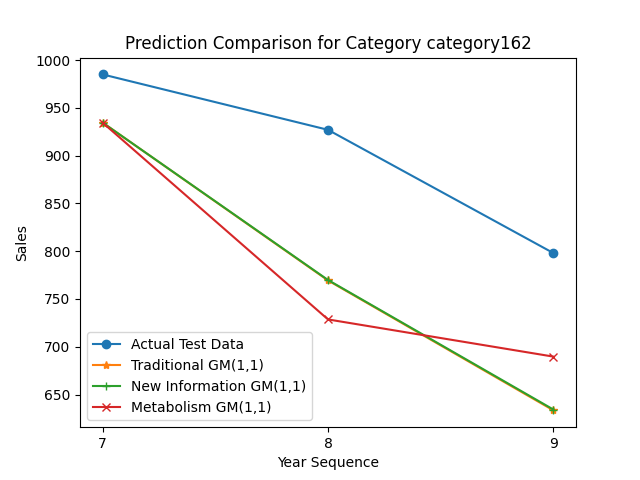 Prediction Comparison for Category category162
1000
950
900
850
800
750
700
650
Sales
7
8
9
Year Sequence
Actual Test Data
Traditional GM(1,1)
New Information GM(1,1)
Metabolism GM(1,1)